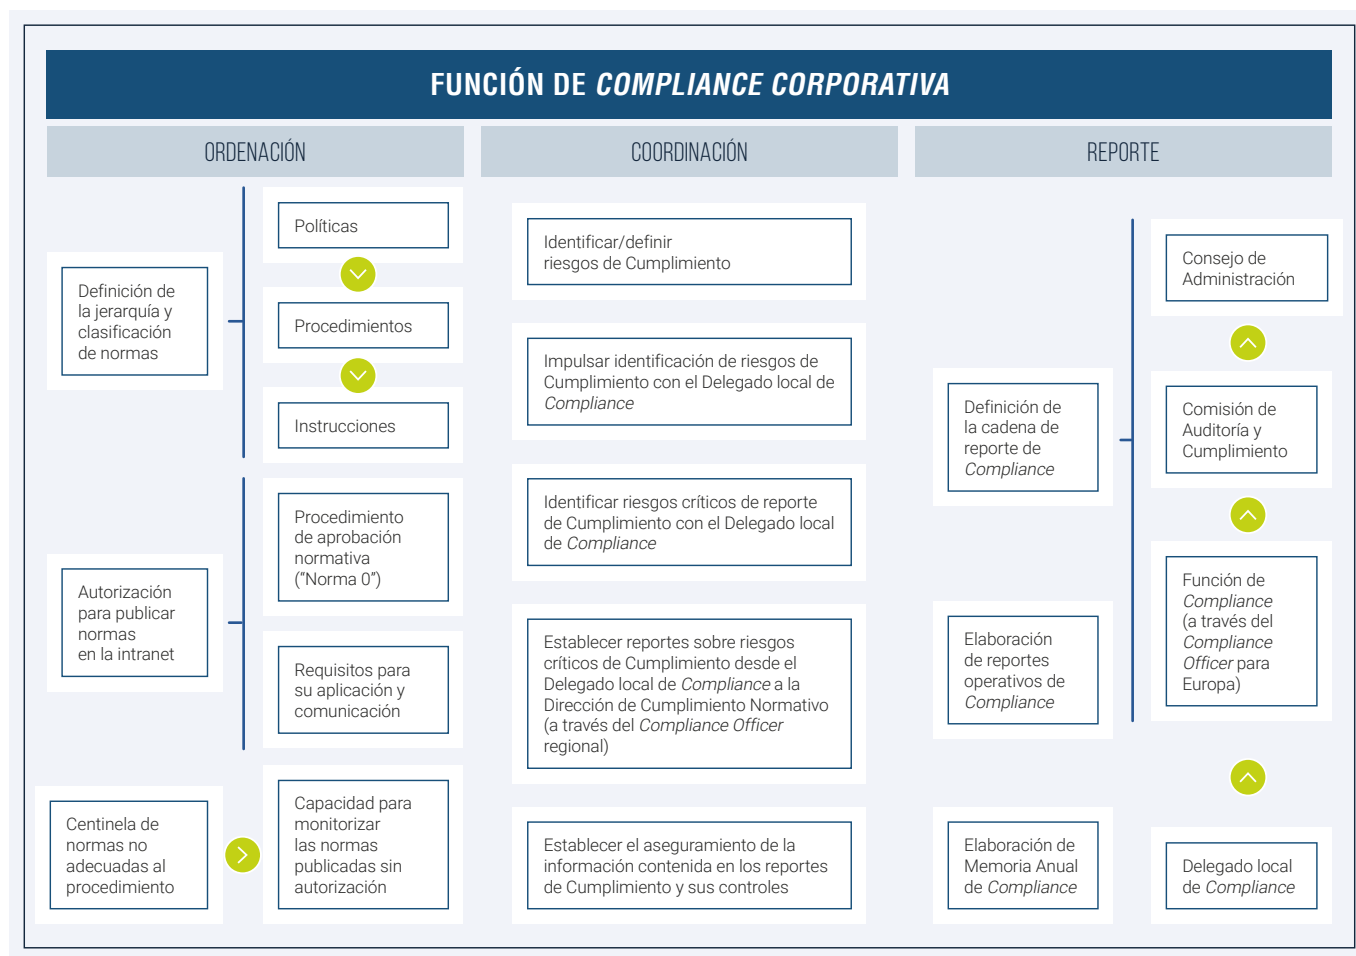 FUNCIÓN DE COMPLIANCE CORPORATIVA
ORDENACIÓN
Definición de
la jerarquía y
clasificación
de normas
Políticas
Procedimientos
Instrucciones
Autorización
para publicar
normas
en la intranet
Procedimiento
de aprobación
normativa
(“Norma 0”)
Requisitos para
su aplicación y
comunicación
Centinela de
normas no
adecuadas al
procedimiento
Capacidad para
monitorizar
las normas
publicadas sin
autorización
COORDINACIÓN
Identificar/definir
riesgos de Cumplimiento
Impulsar identificación de riesgos de
Cumplimiento con el Delegado local de
Compliance
Identificar riesgos críticos de reporte
de Cumplimiento con el Delegado local
de Compliance
Establecer reportes sobre riesgos
críticos de Cumplimiento desde el
Delegado local de Compliance a la
Dirección de Cumplimiento Normativo
(a través del Compliance Officer
regional)
Establecer el aseguramiento de la
información contenida en los reportes
de Cumplimiento y sus controles
REPORTE
Definición de
la cadena de
reporte de
Compliance
Elaboración
de reportes
operativos de
Compliance
Elaboración de
Memoria Anual
de Compliance
Consejo de
Administración
Comisión de
Auditoría y
Cumplimiento
Función de
Compliance
(a través del
Compliance
Officer para
Europa)
Delegado local
de Compliance